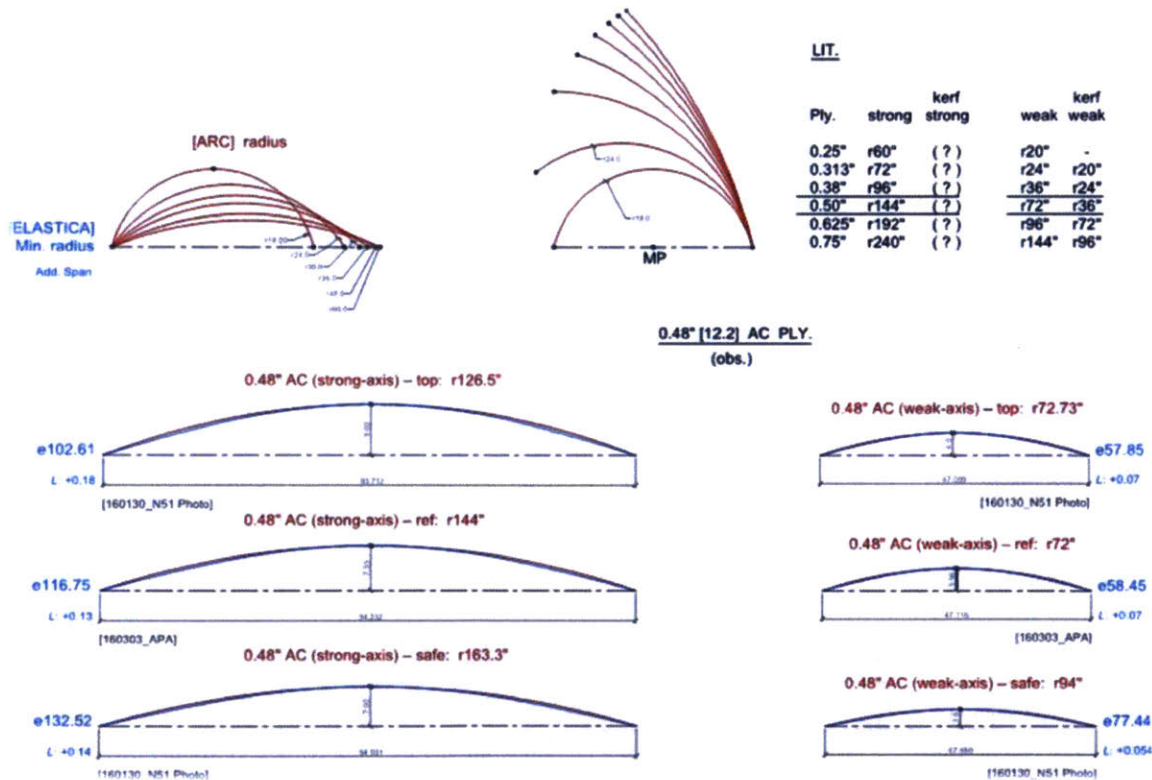 [ARC] radius
[ELASTICA]
Min. radius
Add. Span
r24.0
r18.0
MP
LIT.
Ply. strong kerf strong weak kerf weak
0.25" r60" (?) r20" -
0.313" r72" (?) r24" r20"
0.38" r96" (?) r36" r24"
0.50" r144" (?) r72" r36"
0.625" r192" (?) r96" r72"
0.75" r240" (?) r144" r96"
0.48" [12.2] AC PLY.
(obs.)
0.48" AC (strong-axis) – top: r126.5"
e102.61
L: +0.18
[160130_N51 Photo]
0.48" AC (strong-axis) – ref: r144"
e116.75
L: +0.13
[160303_APA]
0.48" AC (strong-axis) – safe: r163.3"
e132.52
L: +0.14
[160130_N51 Photo]
0.48" AC (weak-axis) – top: r72.73"
e57.85
L: +0.07
[160130_N51 Photo]
0.48" AC (weak-axis) – ref: r72"
e58.45
L: +0.07
[160303_APA]
0.48" AC (weak-axis) – safe: r94"
e77.44
L: +0.054
[160130_N51 Photo]